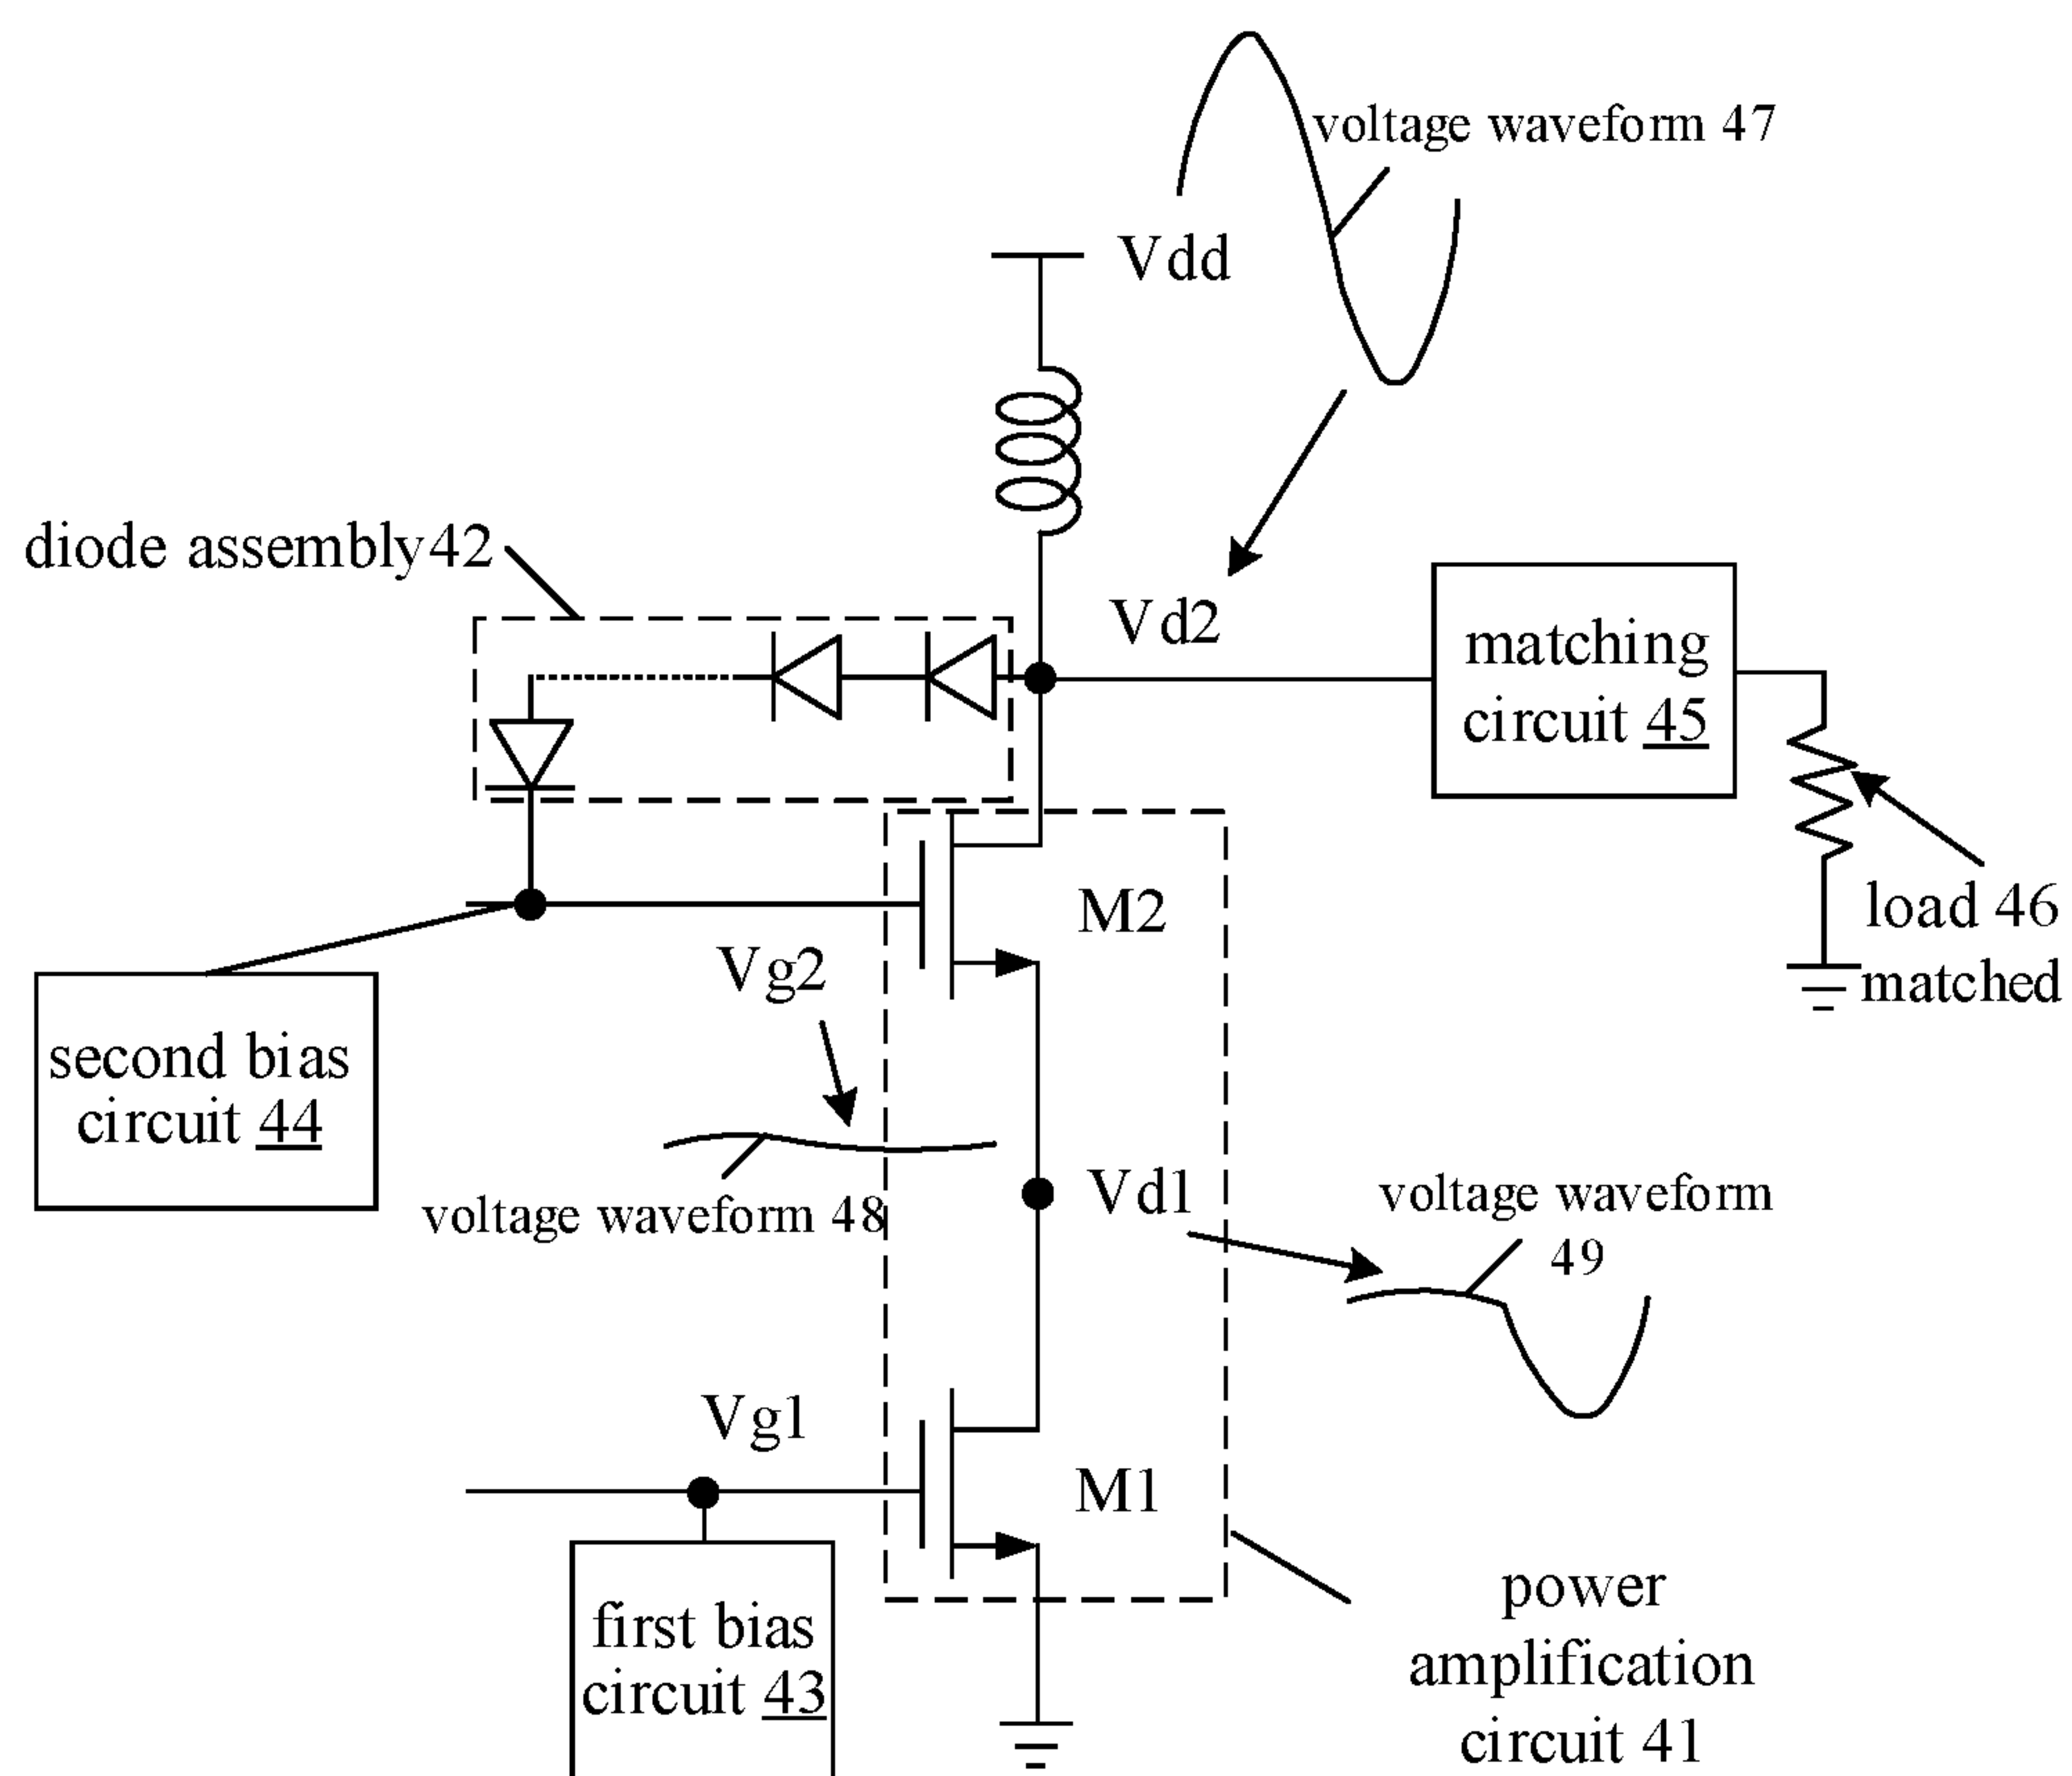 voltage waveform 47
Vdd
diode assembly42
Vd2
matching
circuit 45
M2
load 46
matched
Vg2
second bias
circuit 44
voltage waveform 48
Vd1
voltage waveform
49
Vg1
M1
first bias
circuit 43
power
amplification
circuit 41